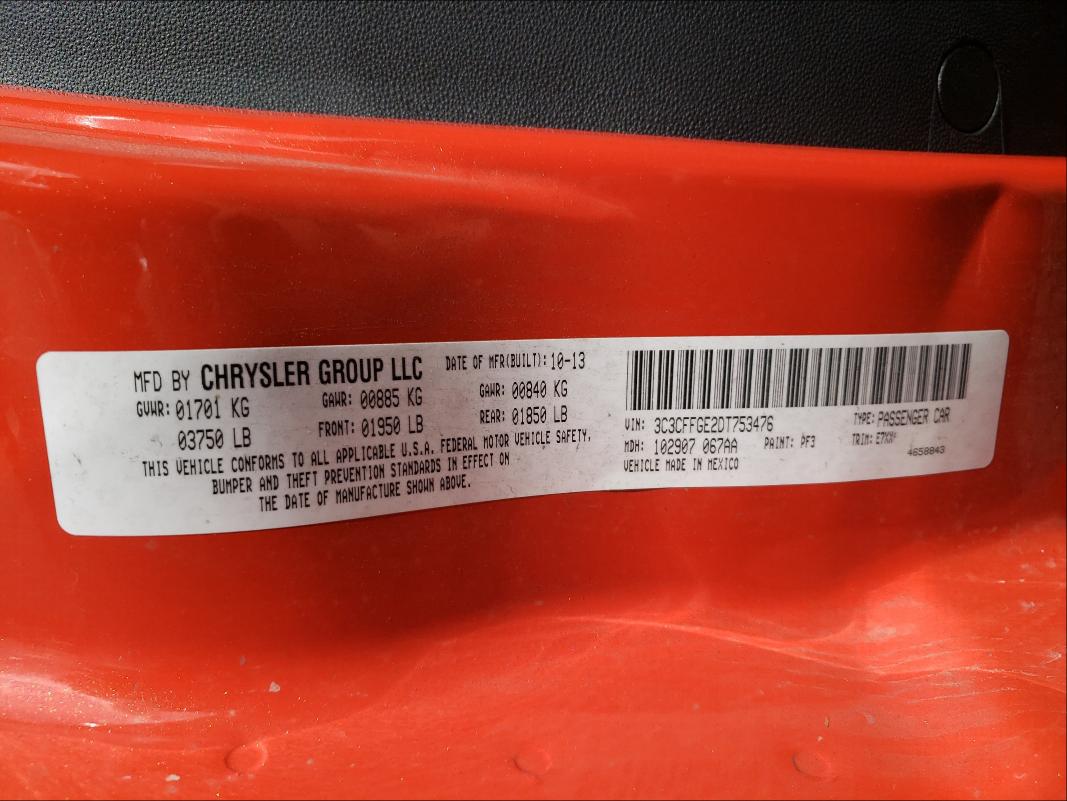 MFD BY CHRYSLER GROUP LLC DATE OF MFR(BUILT): 10-13
GVWR: 01701 KG GAWR: 00885 KG GAWR: 00840 KG
03750 LB FRONT: 01950 LB REAR: 01850 LB
THIS VEHICLE CONFORMS TO ALL APPLICABLE U.S.A. FEDERAL MOTOR VEHICLE SAFETY,
BUMPER AND THEFT PREVENTION STANDARDS IN EFFECT ON
THE DATE OF MANUFACTURE SHOWN ABOVE.
VIN: 3C3CFFGE2DT753476 TYPE: PASSENGER CAR
MDH: 102907 067AA PAINT: PF3 TRIM:
VEHICLE MADE IN MEXICO 4658843